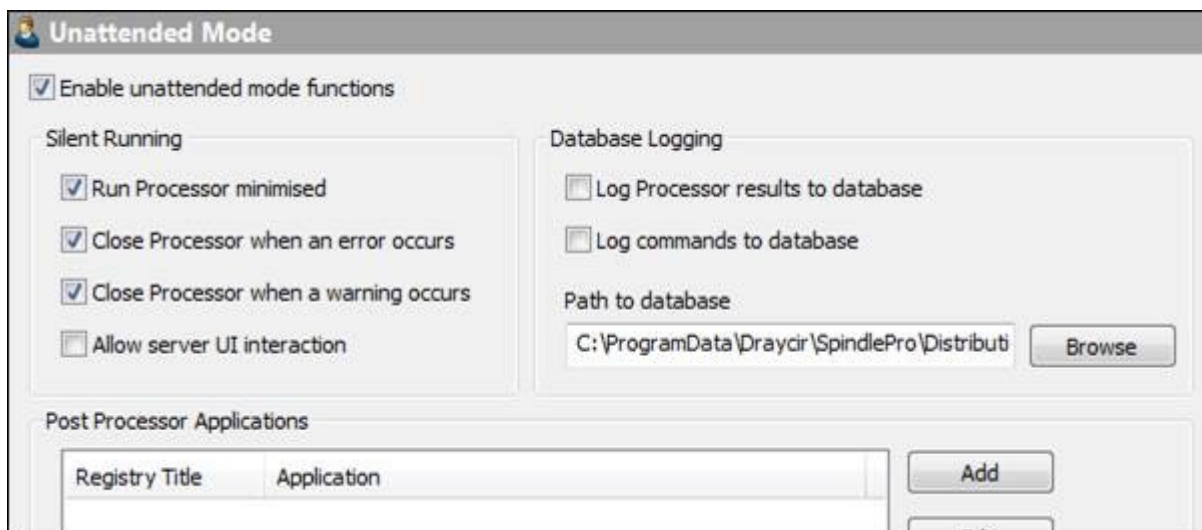 Unattended Mode
Enable unattended mode functions
Silent Running
Run Processor minimised
Close Processor when an error occurs
Close Processor when a warning occurs
Allow server UI interaction
Database Logging
Log Processor results to database
Log commands to database
Path to database
C:\ProgramData\Draycir\SpindlePro\Distributi
Browse
Post Processor Applications
Registry Title Application
Add